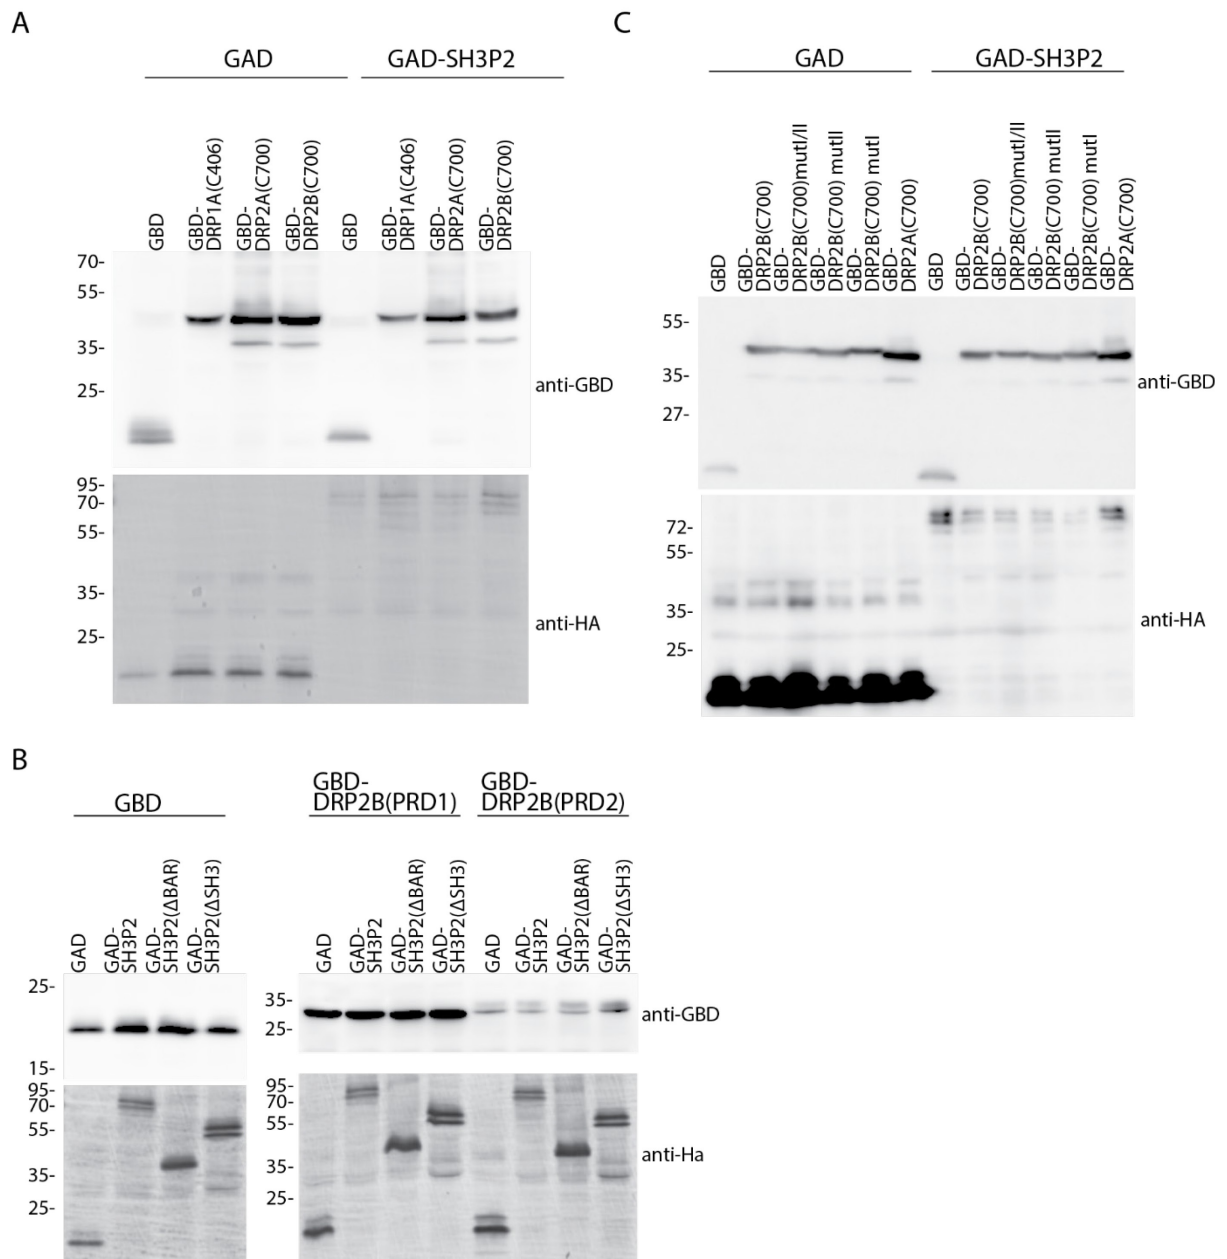 A
GAD
GAD-SH3P2
GBD
GBD-
DRP1A(C406)
GBD-
DRP2A(C700)
GBD-
DRP2B(C700)
GBD
GBD-
DRP1A(C406)
GBD-
DRP2A(C700)
GBD-
DRP2B(C700)
70-
55-
35-
25-
anti-GBD
95-
70-
55-
35-
25-
anti-HA
C
GAD
GAD-SH3P2
GBD
GBD-
DRP2B(C700)
GBD-
DRP2B(C700)mutI/II
GBD-
DRP2B(C700) mutII
GBD-
DRP2B(C700) mutI
GBD-
DRP2A(C700)
GBD
GBD-
DRP2B(C700)
GBD-
DRP2B(C700)mutI/II
GBD-
DRP2B(C700) mutII
GBD-
DRP2B(C700) mutI
GBD-
DRP2A(C700)
55-
35-
27-
anti-GBD
72-
55-
35-
25-
anti-HA
B
GBD
GBD-
DRP2B(PRD1)
GBD-
DRP2B(PRD2)
GAD
GAD-
SH3P2
GAD-
SH3P2(ΔBAR)
GAD-
SH3P2(ΔSH3)
GAD
GAD-
SH3P2
GAD-
SH3P2(ΔBAR)
GAD-
SH3P2(ΔSH3)
GAD
GAD-
SH3P2
GAD-
SH3P2(ΔBAR)
GAD-
SH3P2(ΔSH3)
25-
15-
35-
25-
anti-GBD
95-
70-
55-
35-
25-
95-
70-
55-
35-
25-
anti-Ha